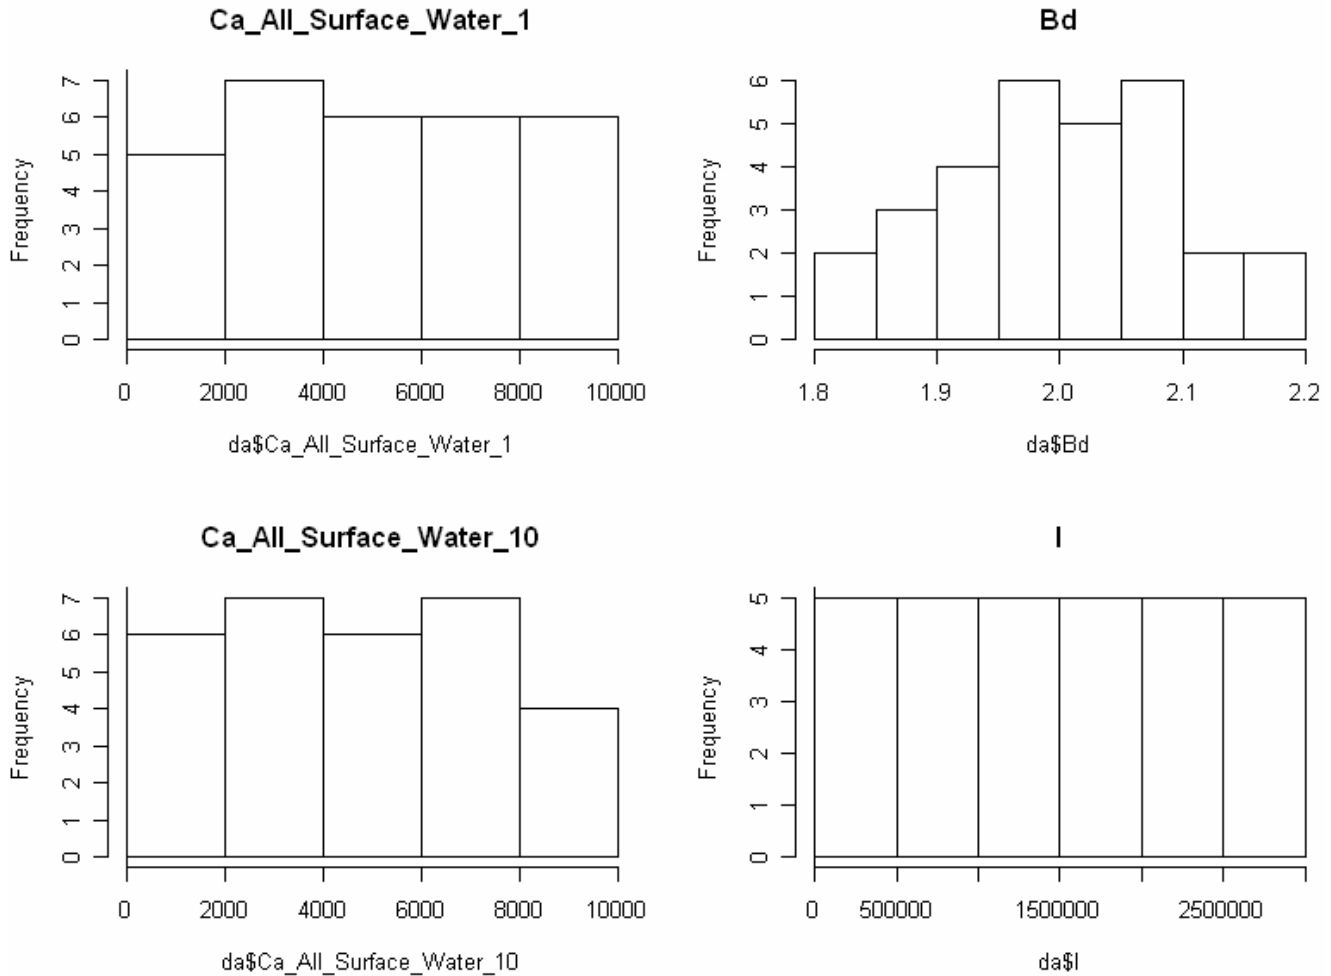 Ca_All_Surface_Water_1
Frequency
7
6
5
4
3
2
1
0
0 2000 4000 6000 8000 10000
da$Ca_All_Surface_Water_1
Bd
Frequency
6
5
4
3
2
1
0
1.8 1.9 2.0 2.1 2.2
da$Bd
Ca_All_Surface_Water_10
Frequency
7
6
5
4
3
2
1
0
0 2000 4000 6000 8000 10000
da$Ca_All_Surface_Water_10
I
Frequency
5
4
3
2
1
0
0 500000 1500000 2500000
da$I